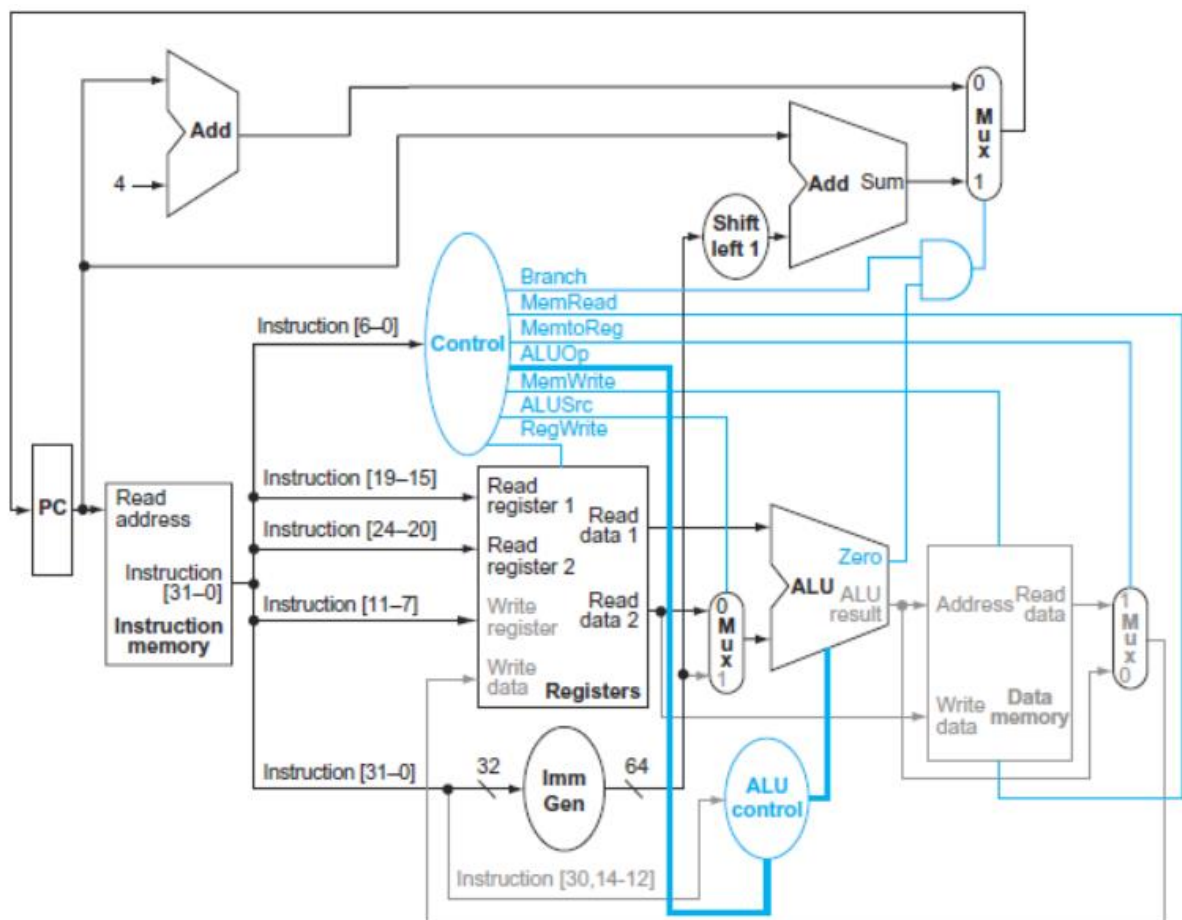 Add
4
0
Mux
1
Add Sum
Shift
left 1
Branch
MemRead
MemtoReg
ALUOp
MemWrite
ALUSrc
RegWrite
Control
Instruction [6–0]
PC
Read
address
Instruction
[31–0]
Instruction
memory
Instruction [19–15]
Instruction [24–20]
Instruction [11–7]
Instruction [31–0]
Read
register 1
Read
data 1
Read
register 2
Write
register
Read
data 2
Write
data
Registers
0
Mux
1
Zero
ALU
ALU
result
Address
Read
data
Write
data
Data
memory
1
Mux
0
32
Imm
Gen
64
ALU
control
Instruction [30,14-12]